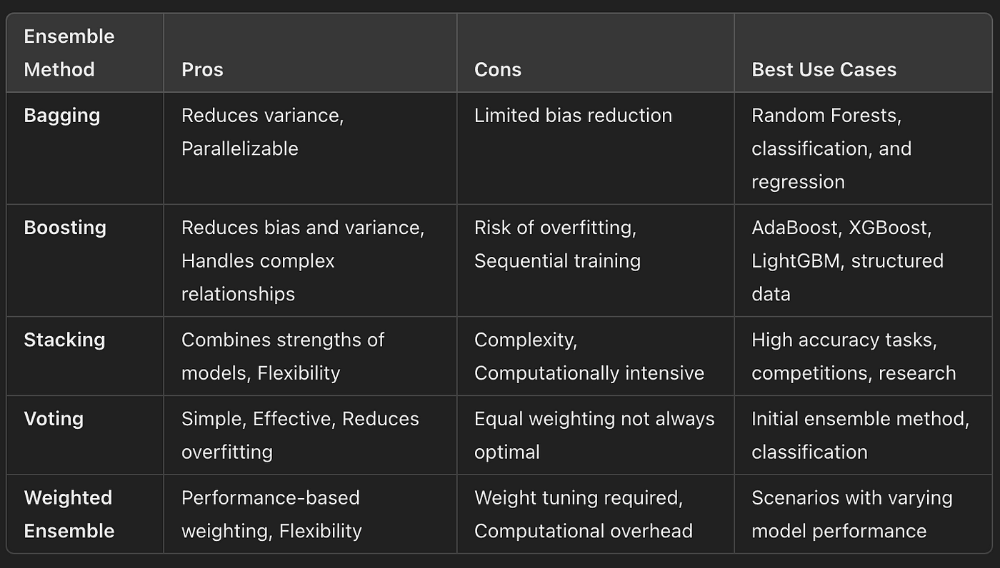 Ensemble
Method
Pros
Cons
Best Use Cases
Bagging
Reduces variance,
Parallelizable
Limited bias reduction
Random Forests,
classification, and
regression
Boosting
Reduces bias and variance,
Handles complex
relationships
Risk of overfitting,
Sequential training
AdaBoost, XGBoost,
LightGBM, structured
data
Stacking
Combines strengths of
models, Flexibility
Complexity,
Computationally intensive
High accuracy tasks,
competitions, research
Voting
Simple, Effective, Reduces
overfitting
Equal weighting not always
optimal
Initial ensemble method,
classification
Weighted
Ensemble
Performance-based
weighting, Flexibility
Weight tuning required,
Computational overhead
Scenarios with varying
model performance